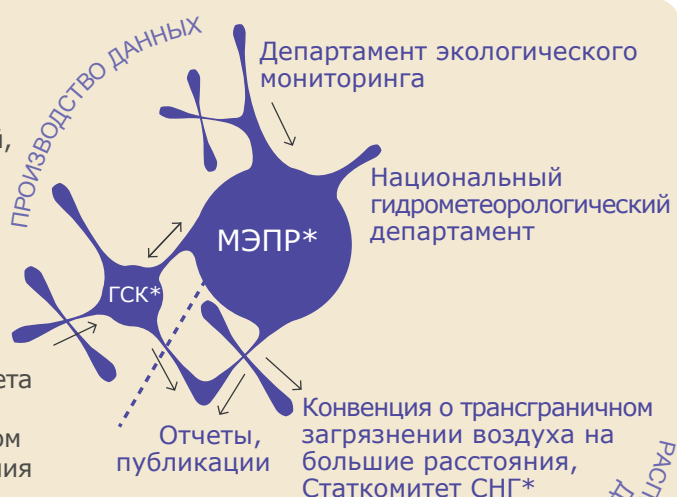 ПРОИЗВОДСТВО ДАННЫХ
Департамент экологического
мониторинга
Национальный
гидрометеорологический
департамент
МЭПР*
ГСК*
Отчеты,
публикации
Конвенция о трансграничном
загрязнении воздуха на
большие расстояния,
Статкомитет СНГ*